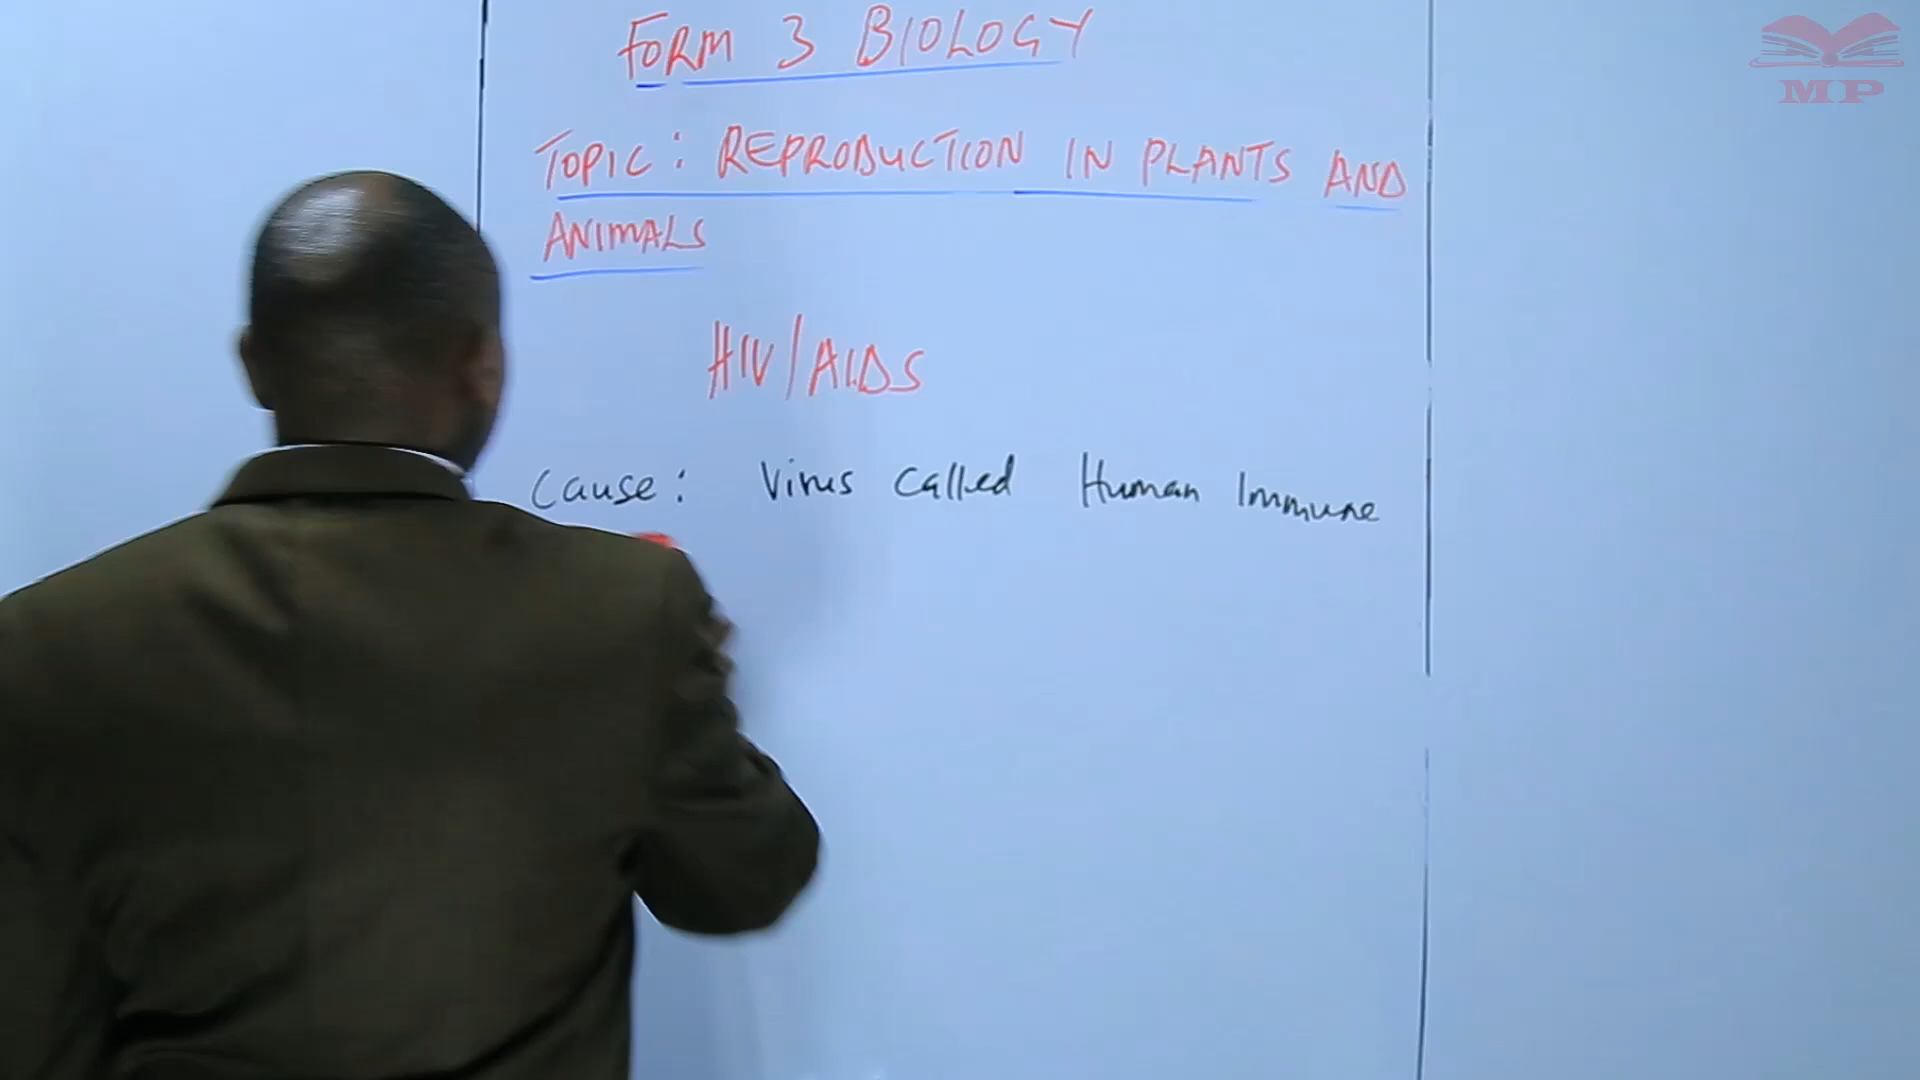 FORM 3 BIOLOGY
TOPIC: REPRODUCTION IN PLANTS AND
ANIMALS
HIV/AIDS
Cause: Virus called Human Immune
MP